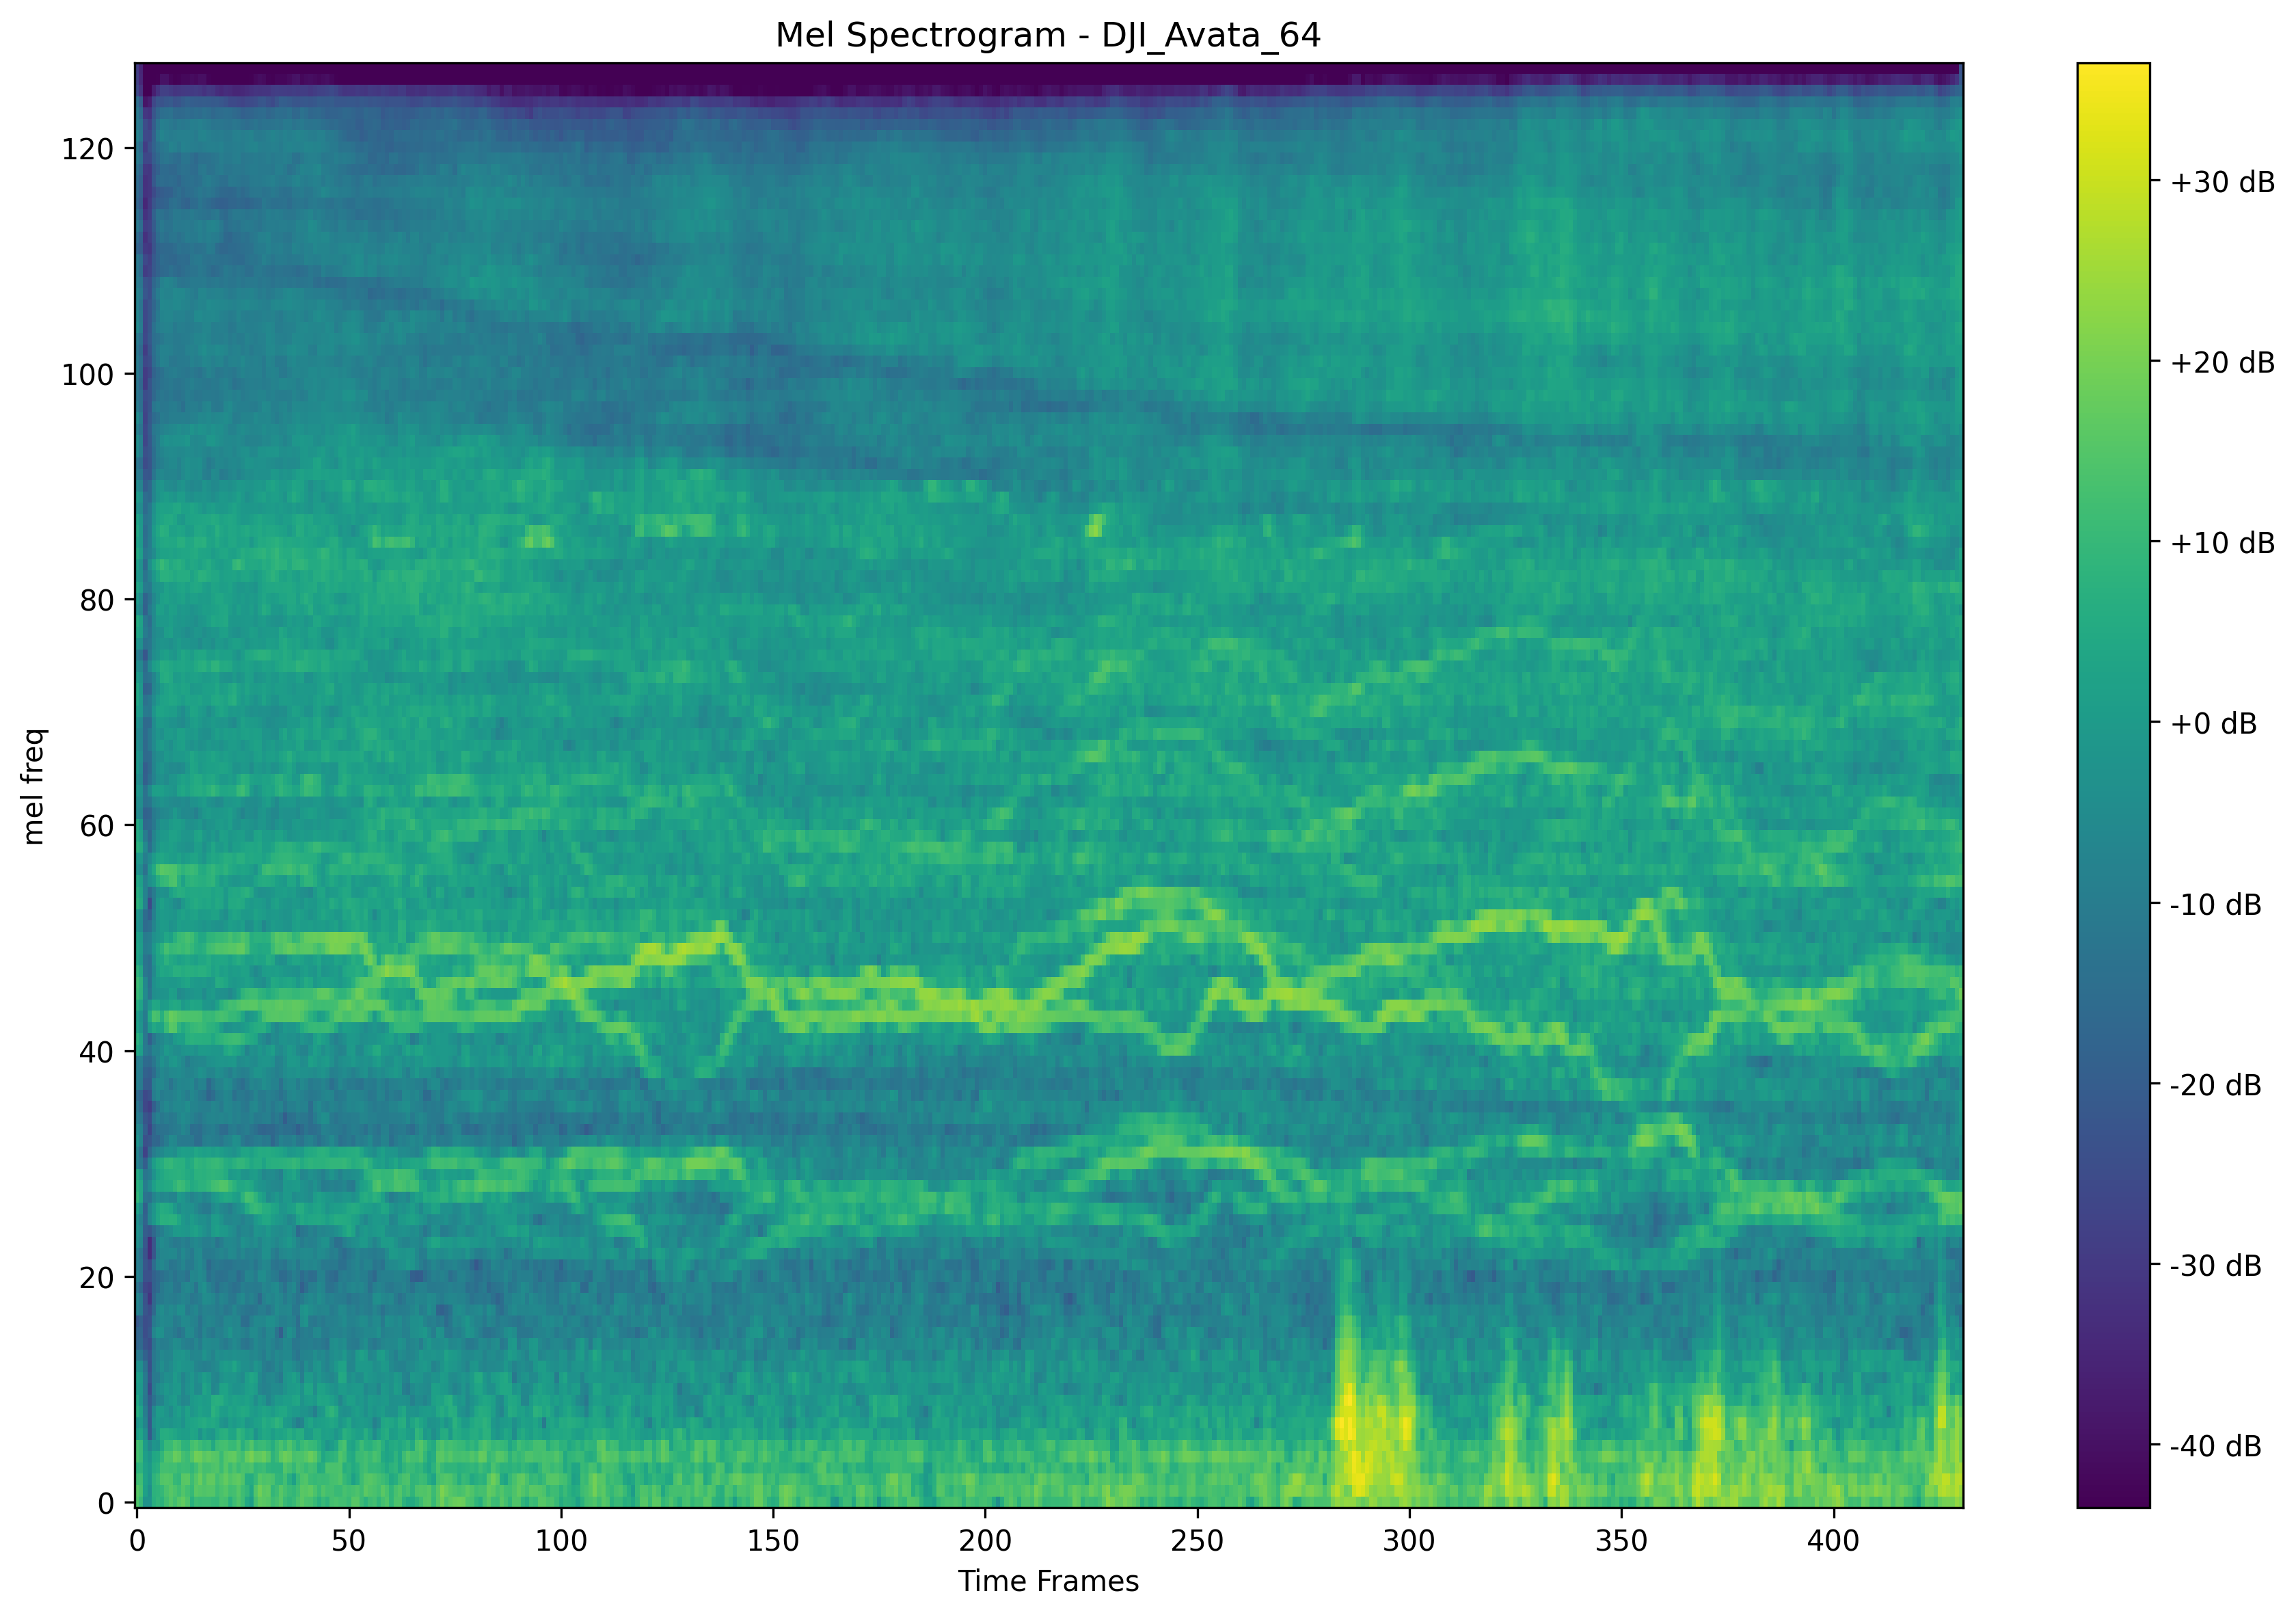 Mel Spectrogram - DJI_Avata_64
mel freq
120
100
80
60
40
20
0
0 50 100 150 200 250 300 350 400
Time Frames
+30 dB
+20 dB
+10 dB
+0 dB
-10 dB
-20 dB
-30 dB
-40 dB